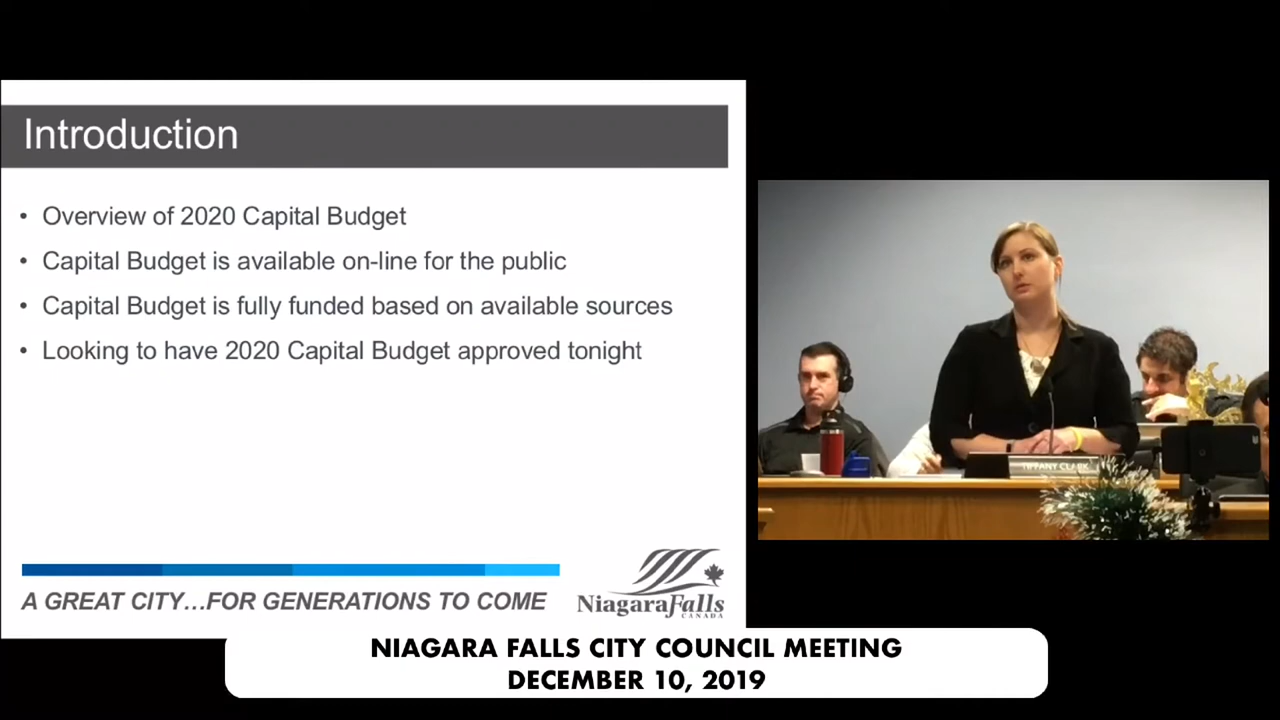 Introduction
• Overview of 2020 Capital Budget
• Capital Budget is available on-line for the public
• Capital Budget is fully funded based on available sources
• Looking to have 2020 Capital Budget approved tonight
A GREAT CITY...FOR GENERATIONS TO COME
NiagaraFalls
CANADA
TIFFANY CLARK
NIAGARA FALLS CITY COUNCIL MEETING
DECEMBER 10, 2019